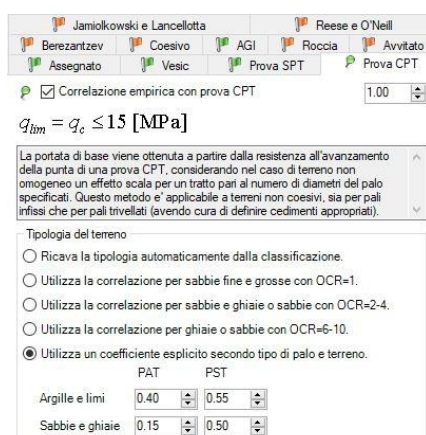 Jamiolkowski e Lancellotta Reese e O'Neill
Berezantzev Coesivo AGI Roccia Avvitato
Assegnato Vesic Prova SPT Prova CPT
Correlazione empirica con prova CPT 1.00
q_lim = q_c ≤ 15 [MPa]
La portata di base viene ottenuta a partire dalla resistenza all'avanzamento
della punta di una prova CPT, considerando nel caso di terreno non
omogeneo un effetto scala per un tratto pari al numero di diametri del palo
specificati. Questo metodo e' applicabile a terreni non coesivi, sia per pali
infissi che per pali trivellati (avendo cura di definire cedimenti appropriati).
Tipologia del terreno
Ricava la tipologia automaticamente dalla classificazione.
Utilizza la correlazione per sabbie fine e grosse con OCR=1.
Utilizza la correlazione per sabbie e ghiaie o sabbie con OCR=2-4.
Utilizza la correlazione per ghiaie o sabbie con OCR=6-10.
Utilizza un coefficiente esplicito secondo tipo di palo e terreno.
PAT PST
Argille e limi 0.40 0.55
Sabbie e ghiaie 0.15 0.50